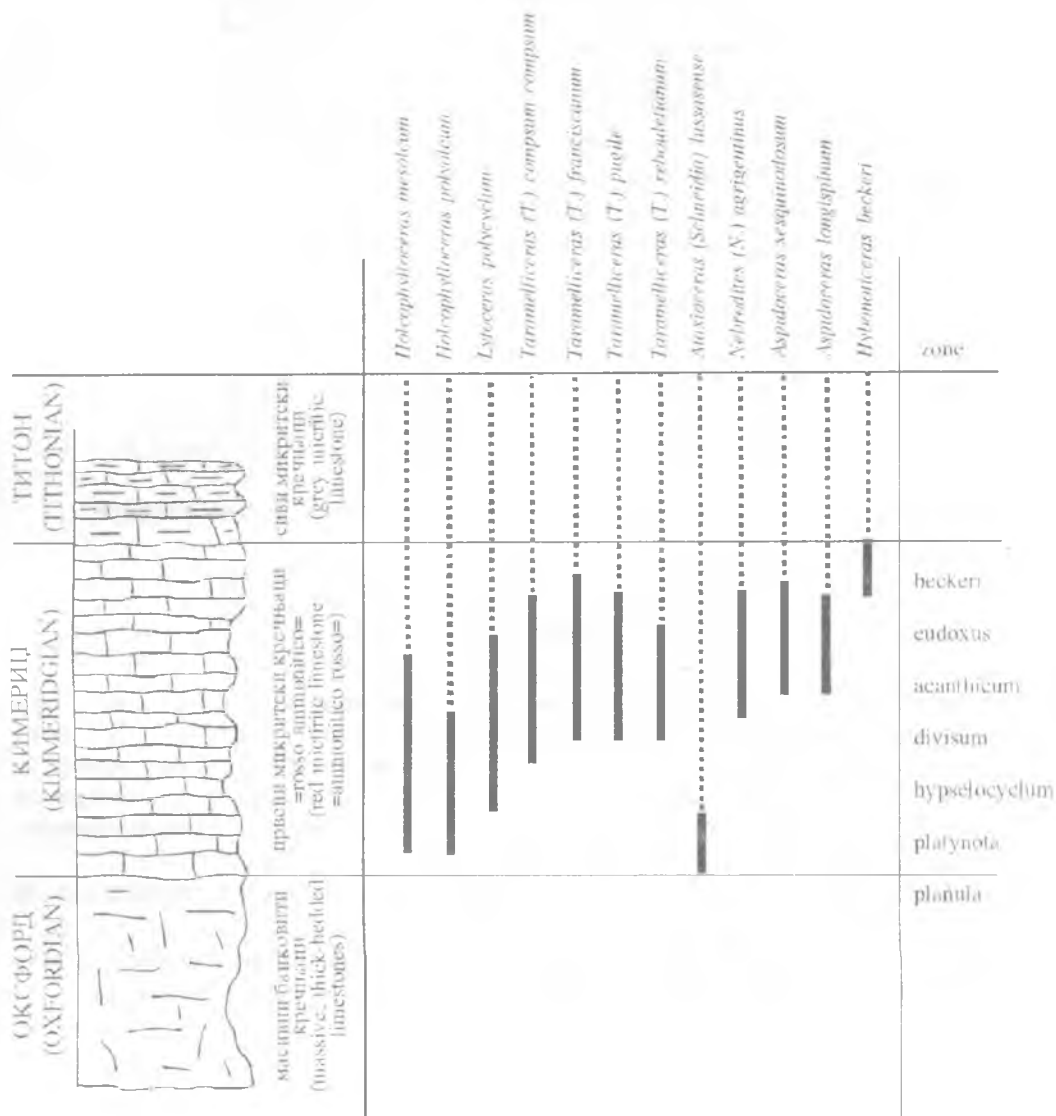 Holcophylloceras mesolcum
Holcophylloceras polyolcum
Lytoceras polycyclum
Taramelliceras (T.) compsum compsum
Taramelliceras (T.) franciscanum
Taramelliceras (T.) pugile
Taramelliceras (T.)
Ataxioceras (Schneidia) lussasense
Nebrodites (N.) agrigentinus
Aspidoceras sesquinodosum
Aspidoceras longispinum
Hybonoticeras beckeri
zone
ТИТОН
(TITHONIAN)
сиви микритски
кречњаци
(grey micritic
limestone)
КИМЕРИЏ
(KIMMERIDGIAN)
црвени микритски кречњаци
=rosso ammonitico=
(red micritic limestone
=ammonitico rosso=)
beckeri
eudoxus
acanthicum
divisum
hypselocyclum
platynota
planula
ОКСФОРД
(OXFORDIAN)
масивни банковити
кречњаци
(massive, thick-bedded
limestones)